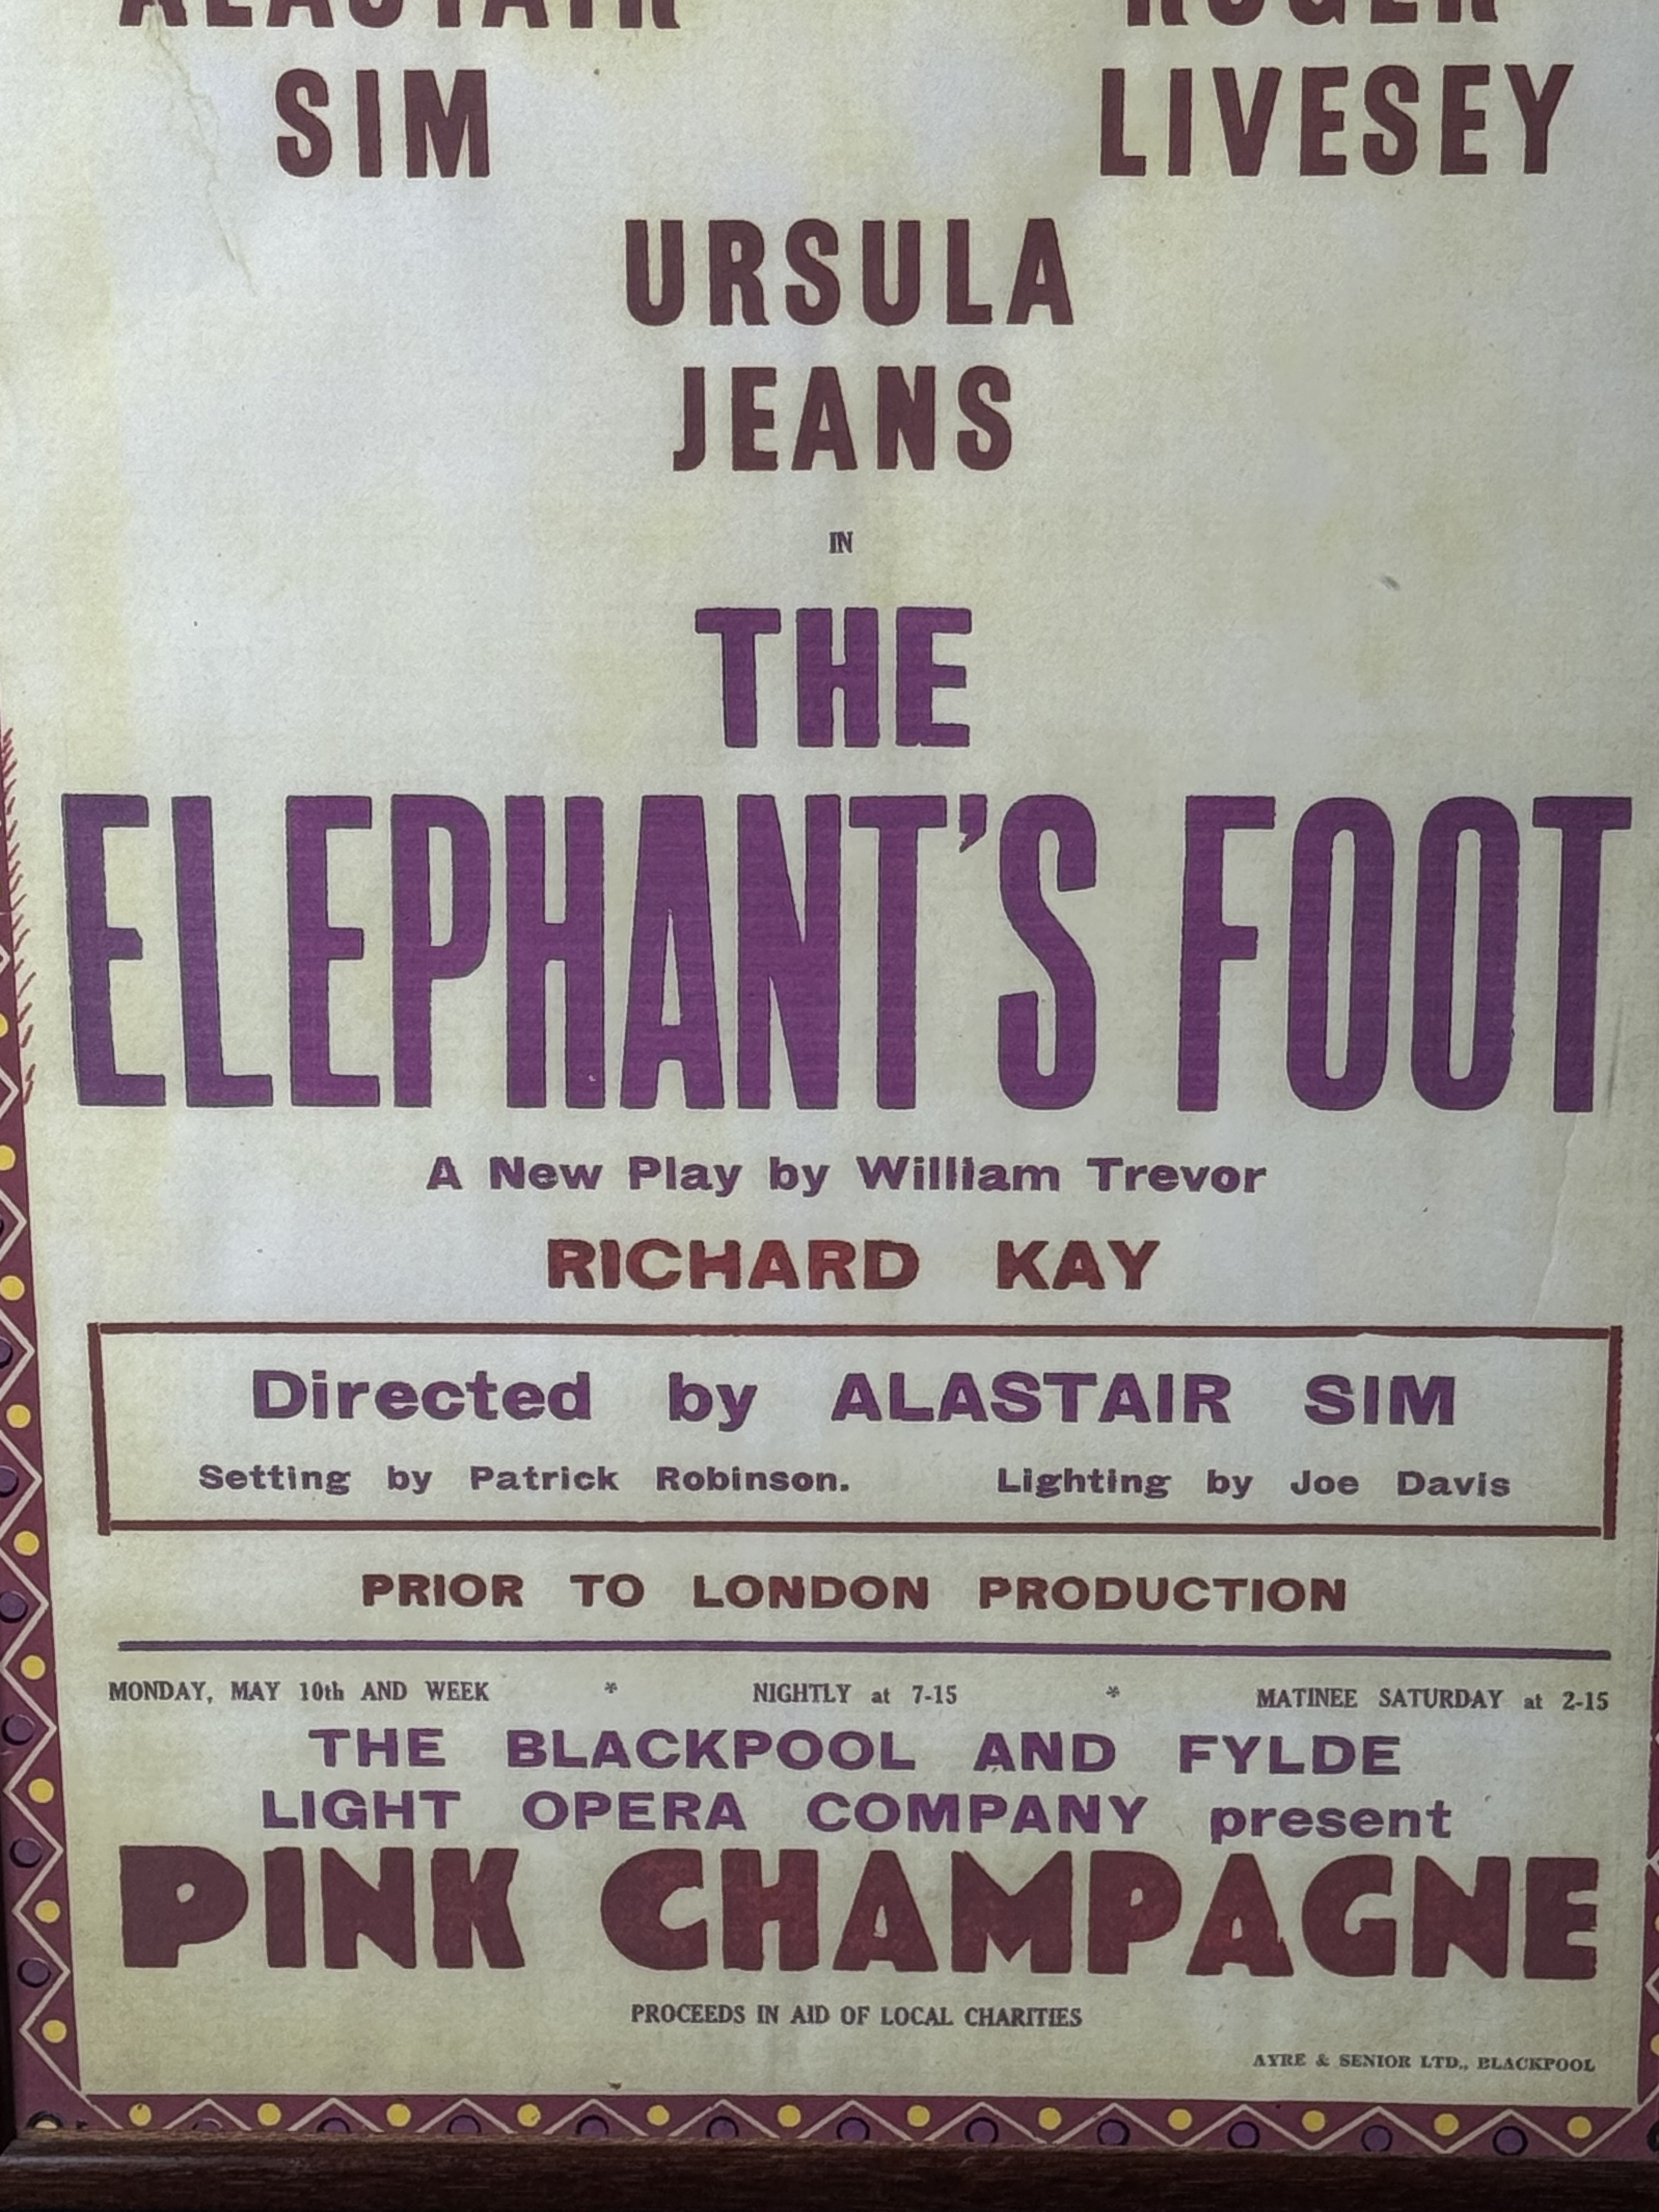 ALASTAIR ROGER
SIM LIVESEY
URSULA
JEANS
IN
THE
ELEPHANT'S FOOT
A New Play by William Trevor
RICHARD KAY
Directed by ALASTAIR SIM
Setting by Patrick Robinson. Lighting by Joe Davis
PRIOR TO LONDON PRODUCTION
MONDAY, MAY 10th AND WEEK * NIGHTLY at 7-15 * MATINEE SATURDAY at 2-15
THE BLACKPOOL AND FYLDE
LIGHT OPERA COMPANY present
PINK CHAMPAGNE
PROCEEDS IN AID OF LOCAL CHARITIES
AYRE & SENIOR LTD., BLACKPOOL